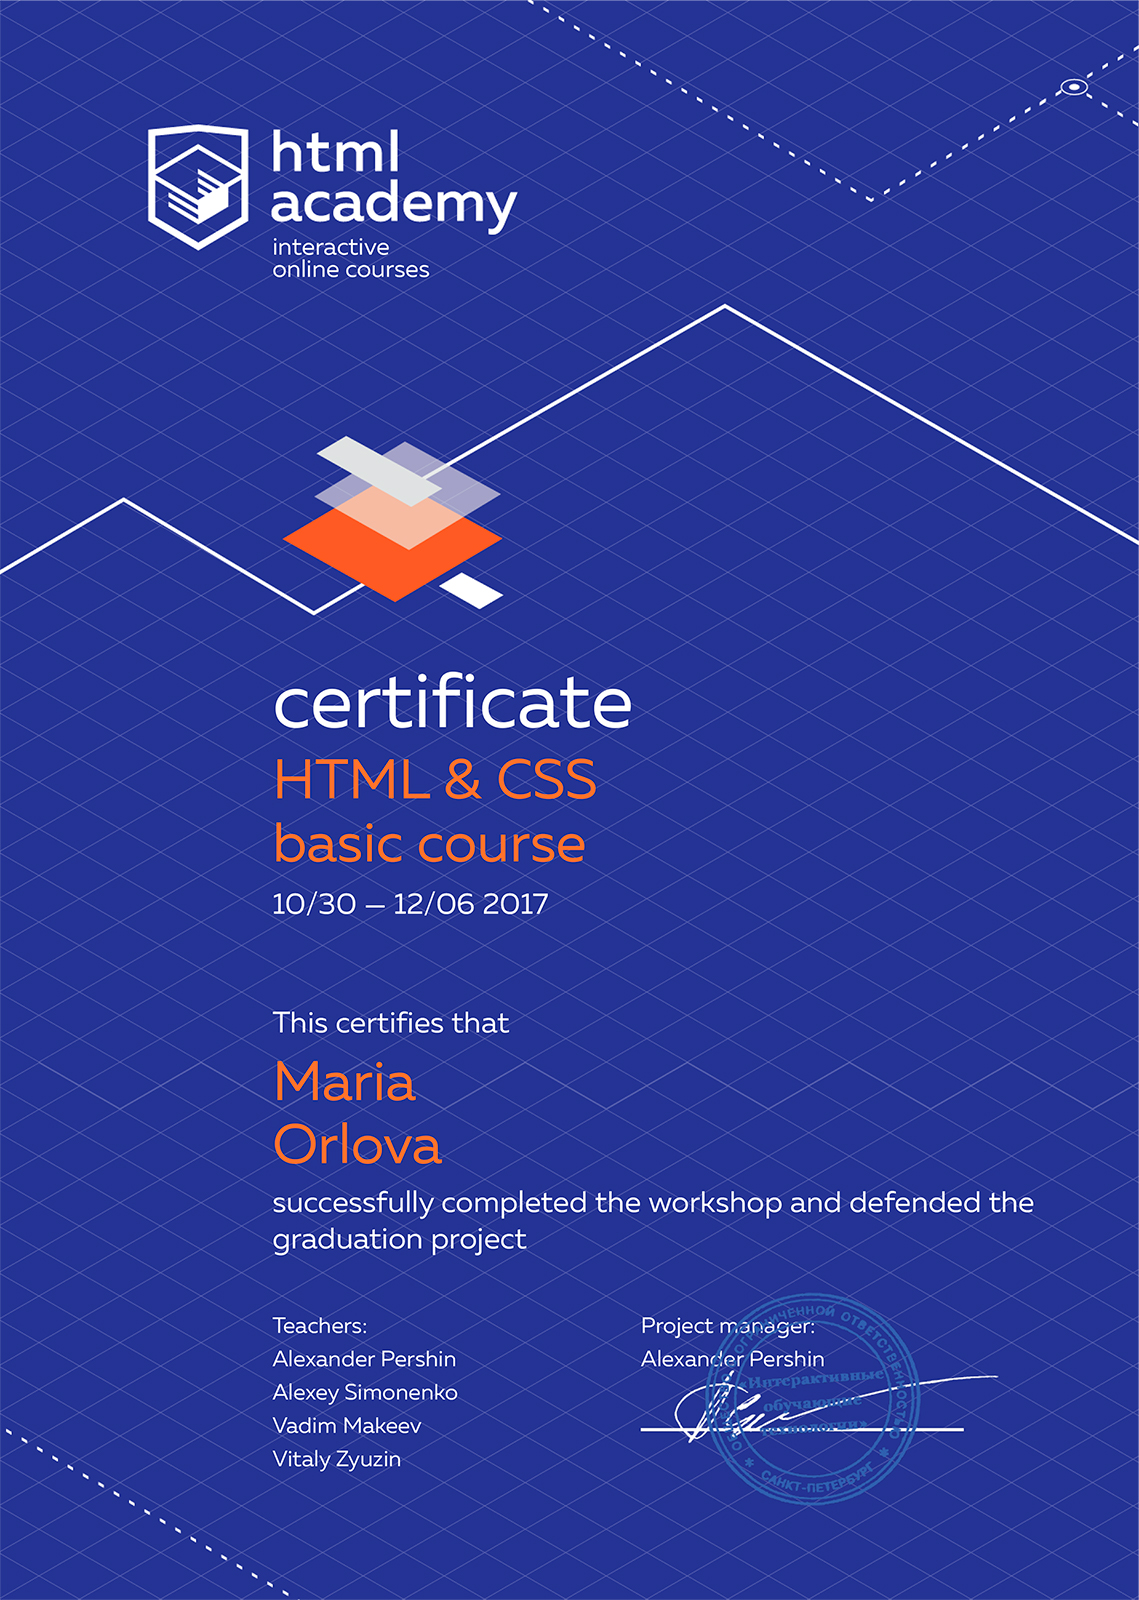 html
academy
interactive
online courses
certificate
HTML & CSS
basic course
10/30 — 12/06 2017
This certifies that
Maria
Orlova
successfully completed the workshop and defended the
graduation project
Teachers:
Alexander Pershin
Alexey Simonenko
Vadim Makeev
Vitaly Zyuzin
Project manager:
Alexander Pershin
ОГРАНИЧЕННОЙ ОТВЕТСТВЕННОСТЬЮ
«Интерактивные
обучающие
технологии»
* САНКТ-ПЕТЕРБУРГ *